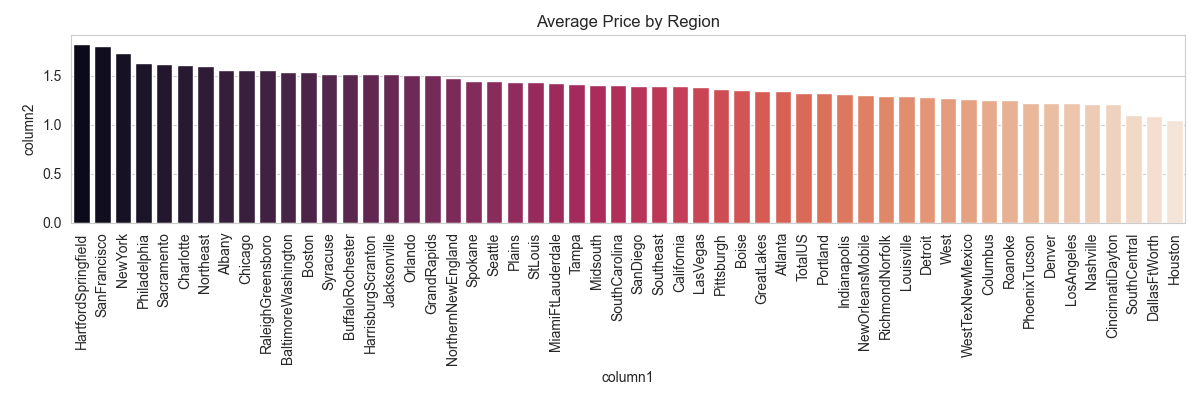 Average Price by Region
column2
1.5
1.0
0.5
0.0
HartfordSpringfield
SanFrancisco
NewYork
Philadelphia
Sacramento
Charlotte
Northeast
Albany
Chicago
RaleighGreensboro
BaltimoreWashington
Boston
Syracuse
BuffaloRochester
HarrisburgScranton
Jacksonville
Orlando
GrandRapids
NorthernNewEngland
Spokane
Seattle
Plains
StLouis
MiamiFtLauderdale
Tampa
Midsouth
SouthCarolina
SanDiego
Southeast
California
LasVegas
Pittsburgh
Boise
GreatLakes
Atlanta
TotalUS
Portland
Indianapolis
NewOrleansMobile
RichmondNorfolk
Louisville
Detroit
West
WestTexNewMexico
Columbus
Roanoke
PhoenixTucson
Denver
LosAngeles
Nashville
CincinnatiDayton
SouthCentral
DallasFtWorth
Houston
column1